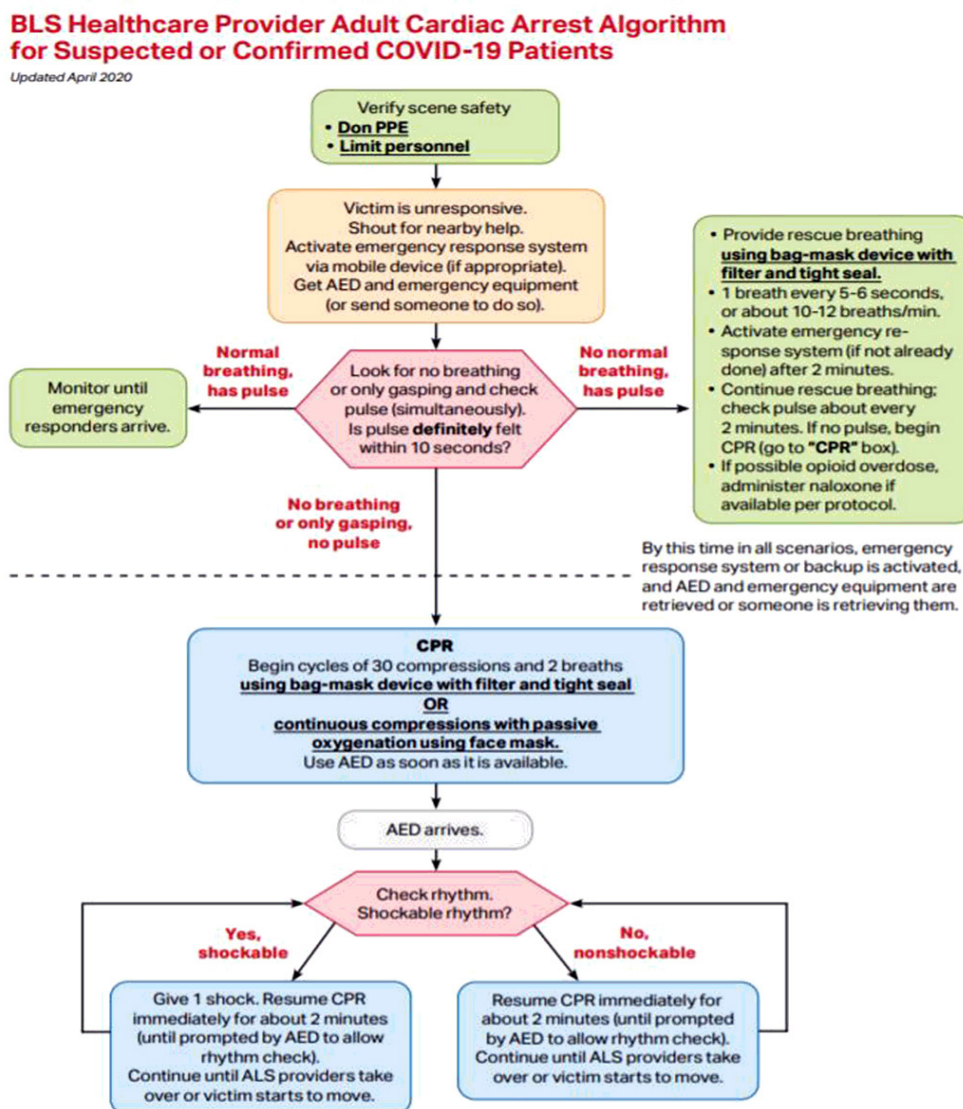 BLS Healthcare Provider Adult Cardiac Arrest Algorithm
for Suspected or Confirmed COVID-19 Patients
Updated April 2020
Verify scene safety
• Don PPE
• Limit personnel
Victim is unresponsive.
Shout for nearby help.
Activate emergency response system
via mobile device (if appropriate).
Get AED and emergency equipment
(or send someone to do so).
Normal
breathing,
has pulse
Monitor until
emergency
responders arrive.
Look for no breathing
or only gasping and check
pulse (simultaneously).
Is pulse definitely felt
within 10 seconds?
No normal
breathing,
has pulse
• Provide rescue breathing
using bag-mask device with
filter and tight seal.
• 1 breath every 5-6 seconds,
or about 10-12 breaths/min.
• Activate emergency re-
sponse system (if not already
done) after 2 minutes.
• Continue rescue breathing;
check pulse about every
2 minutes. If no pulse, begin
CPR (go to "CPR" box).
• If possible opioid overdose,
administer naloxone if
available per protocol.
No breathing
or only gasping,
no pulse
By this time in all scenarios, emergency
response system or backup is activated,
and AED and emergency equipment are
retrieved or someone is retrieving them.
CPR
Begin cycles of 30 compressions and 2 breaths
using bag-mask device with filter and tight seal
OR
continuous compressions with passive
oxygenation using face mask.
Use AED as soon as it is available.
AED arrives.
Check rhythm.
Shockable rhythm?
Yes,
shockable
No,
nonshockable
Give 1 shock. Resume CPR
immediately for about 2 minutes
(until prompted by AED to allow
rhythm check).
Continue until ALS providers take
over or victim starts to move.
Resume CPR immediately for
about 2 minutes (until prompted
by AED to allow rhythm check).
Continue until ALS providers take
over or victim starts to move.